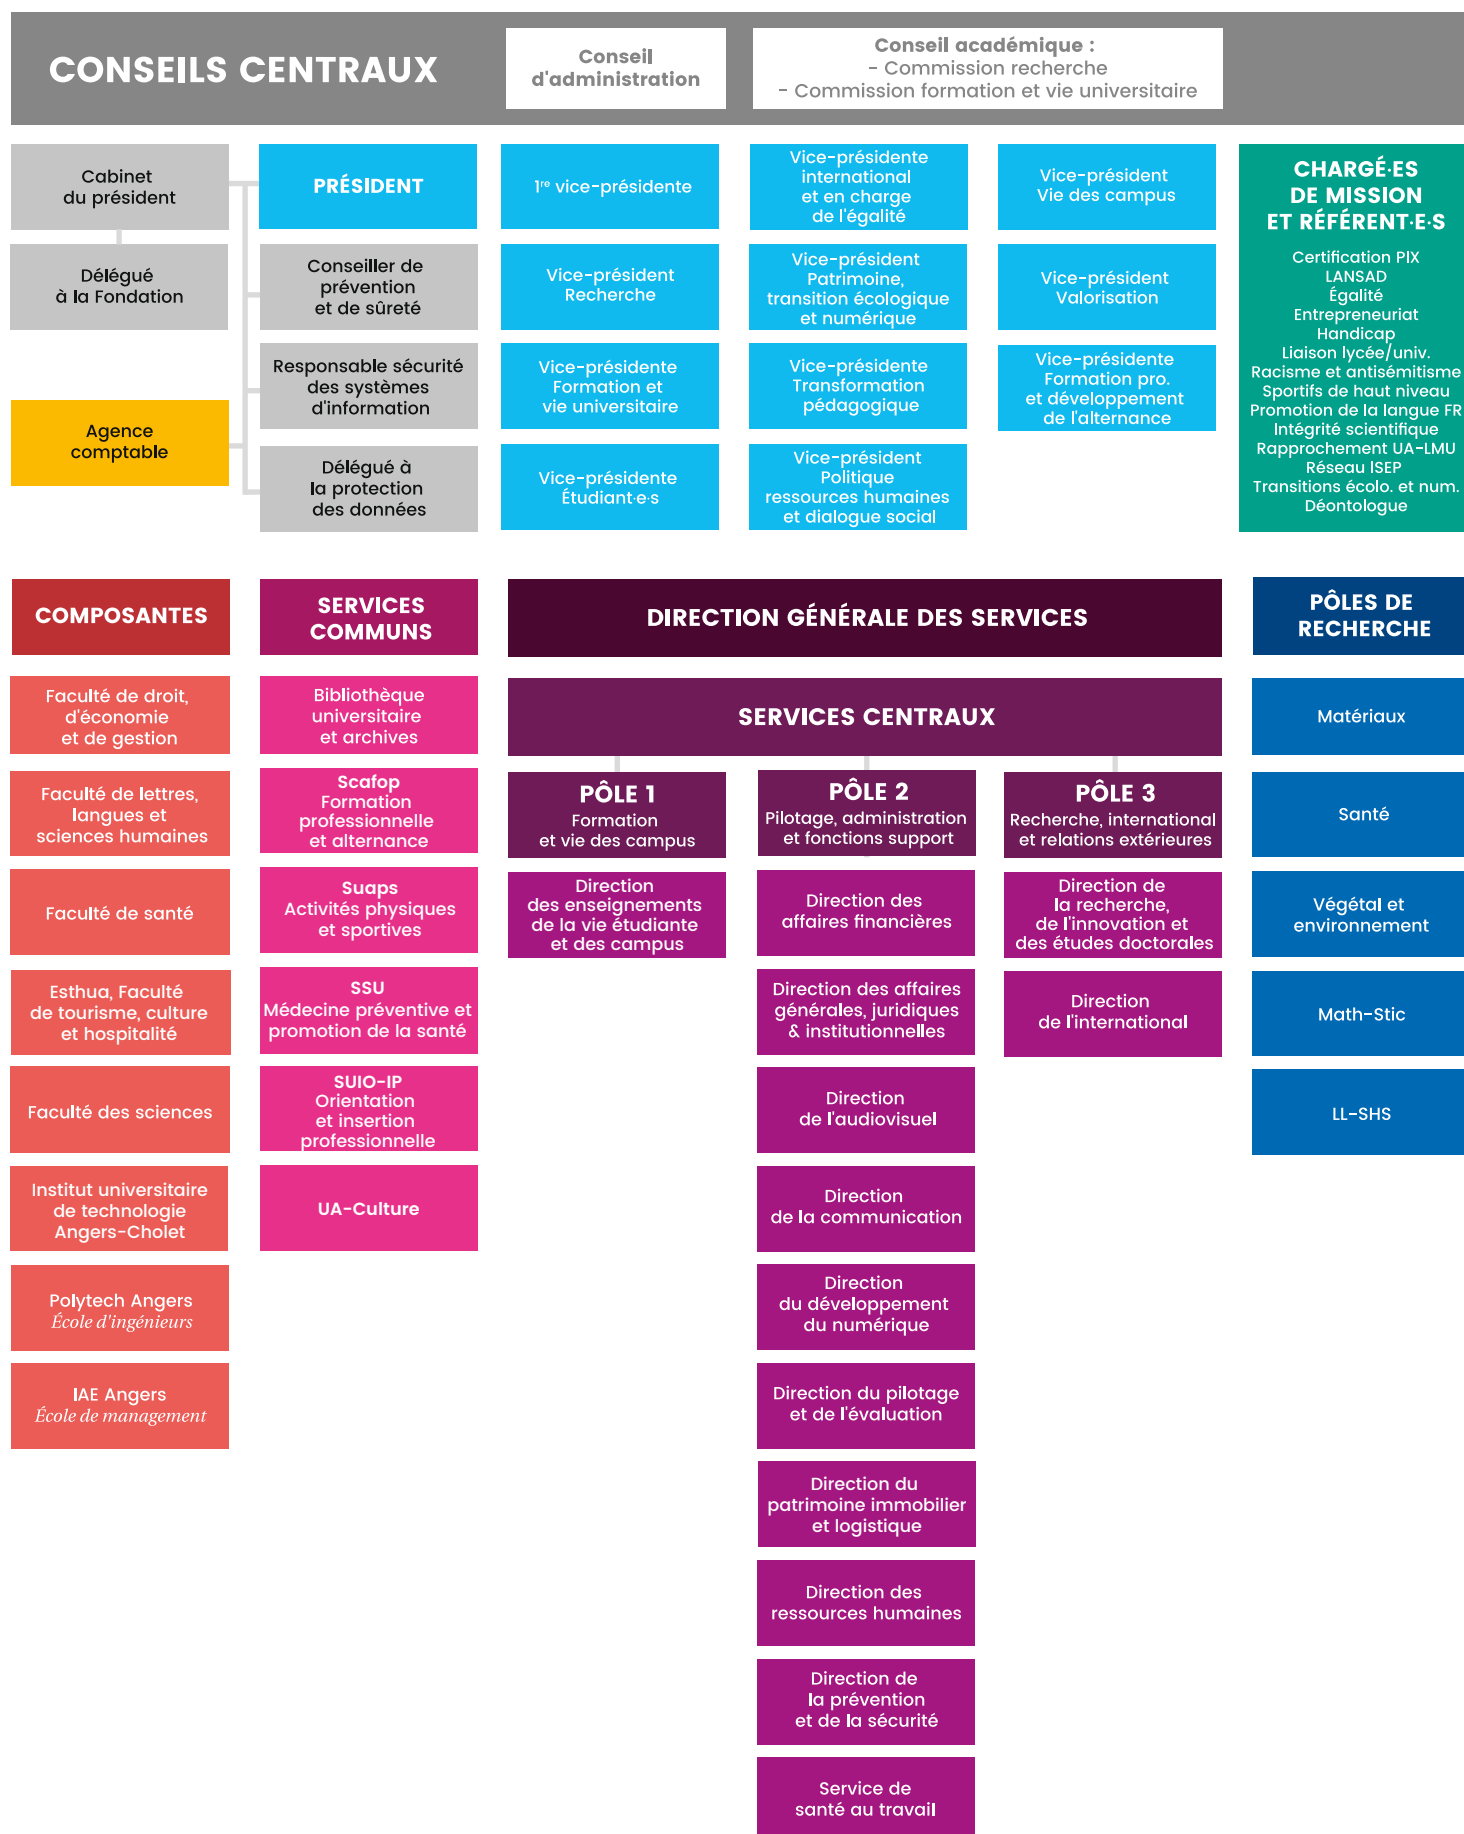 CONSEILS CENTRAUX
Conseil
d'administration
Conseil académique :
- Commission recherche
- Commission formation et vie universitaire
Cabinet
du président
PRÉSIDENT
1re vice-présidente
Vice-présidente
international
et en charge
de l'égalité
Vice-président
Vie des campus
Délégué
à la Fondation
Conseiller de
prévention
et de sûreté
Vice-président
Recherche
Vice-président
Patrimoine,
transition écologique
et numérique
Vice-président
Valorisation
Responsable sécurité
des systèmes
d'information
Vice-présidente
Formation et
vie universitaire
Vice-présidente
Transformation
pédagogique
Vice-présidente
Formation pro.
et développement
de l'alternance
Agence
comptable
Délégué à
la protection
des données
Vice-présidente
Étudiant·e·s
Vice-président
Politique
ressources humaines
et dialogue social
CHARGÉ·ES
DE MISSION
ET RÉFÉRENT·E·S
Certification PIX
LANSAD
Égalité
Entrepreneuriat
Handicap
Liaison lycée/univ.
Racisme et antisémitisme
Sportifs de haut niveau
Promotion de la langue FR
Intégrité scientifique
Rapprochement UA-LMU
Réseau ISEP
Transitions écolo. et num.
Déontologue
COMPOSANTES
Faculté de droit,
d'économie
et de gestion
Faculté de lettres,
langues et
sciences humaines
Faculté de santé
Esthua, Faculté
de tourisme, culture
et hospitalité
Faculté des sciences
Institut universitaire
de technologie
Angers-Cholet
Polytech Angers
École d'ingénieurs
IAE Angers
École de management
SERVICES
COMMUNS
Bibliothèque
universitaire
et archives
Scafop
Formation
professionnelle
et alternance
Suaps
Activités physiques
et sportives
SSU
Médecine préventive et
promotion de la santé
SUIO-IP
Orientation
et insertion
professionnelle
UA-Culture
DIRECTION GÉNÉRALE DES SERVICES
SERVICES CENTRAUX
PÔLE 1
Formation
et vie des campus
Direction
des enseignements
de la vie étudiante
et des campus
PÔLE 2
Pilotage, administration
et fonctions support
Direction des
affaires financières
Direction des affaires
générales, juridiques
& institutionnelles
Direction
de l'audiovisuel
Direction
de la communication
Direction
du développement
du numérique
Direction du pilotage
et de l'évaluation
Direction du
patrimoine immobilier
et logistique
Direction des
ressources humaines
Direction de
la prévention
et de la sécurité
Service de
santé au travail
PÔLE 3
Recherche, international
et relations extérieures
Direction de
la recherche,
de l'innovation et
des études doctorales
Direction
de l'international
PÔLES DE
RECHERCHE
Matériaux
Santé
Végétal et
environnement
Math-Stic
LL-SHS